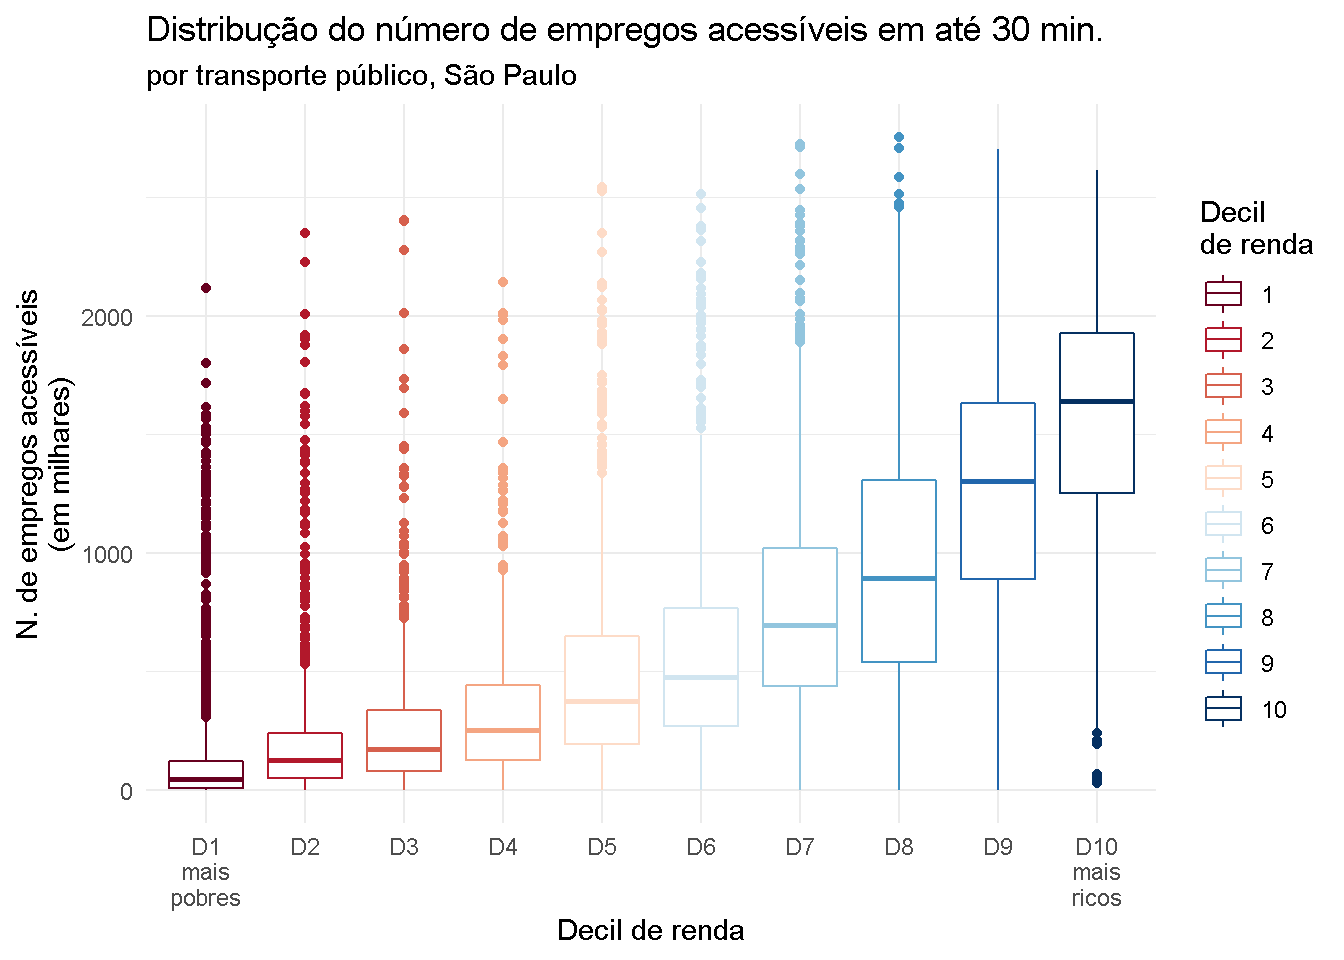 Distribução do número de empregos acessíveis em até 30 min.
por transporte público, São Paulo
N. de empregos acessíveis
(em milhares)
2000
1000
0
D1
mais
pobres
D2
D3
D4
D5
D6
D7
D8
D9
D10
mais
ricos
Decil de renda
Decil
de renda
1
2
3
4
5
6
7
8
9
10